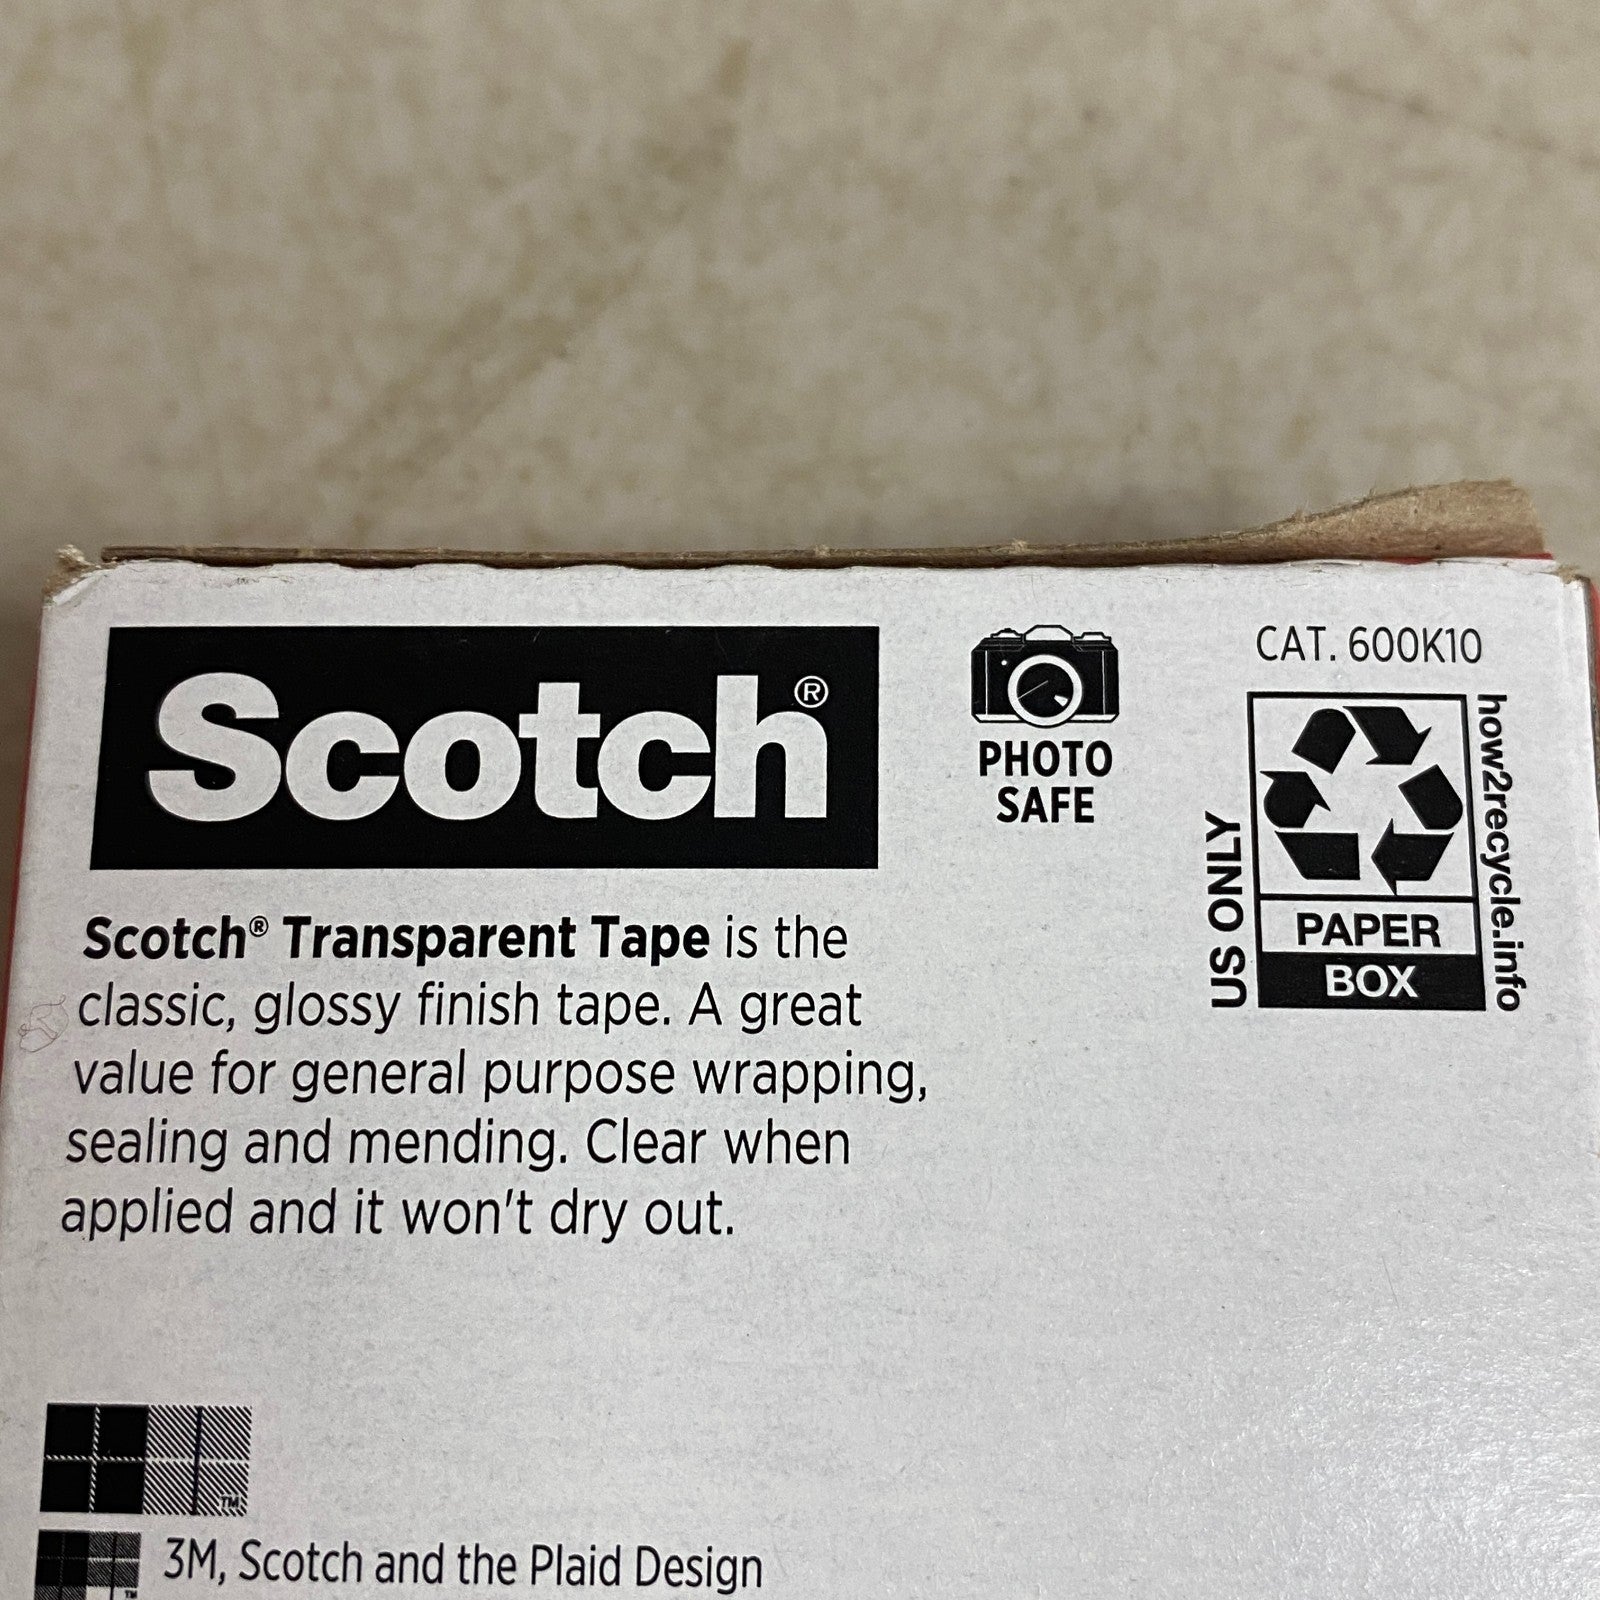 Scotch®
PHOTO
SAFE
CAT. 600K10
US ONLY
PAPER
BOX
how2recycle.info
Scotch® Transparent Tape is the
classic, glossy finish tape. A great
value for general purpose wrapping,
sealing and mending. Clear when
applied and it won't dry out.
TM
3M, Scotch and the Plaid Design
TM